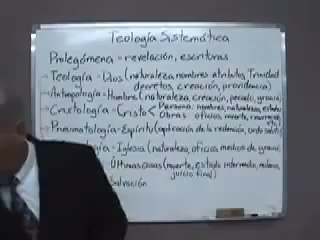 Teología Sistemática
Prolegómena = revelación, escrituras
Teología = Dios (naturaleza, nombres atributos, Trinidad
decretos, creación, providencia)
Antropología = Hombre (naturaleza, creación, pecado, gracia)
Cristología = Cristo < Persona: nombres, naturaleza, estados
Obras oficios, muerte, resurrección
Pneumatología = Espíritu (aplicación de la redención, ordo salutis)
logía = Iglesia (naturaleza, oficios medios de gracia)
Últimas cosas (muerte, estado intermedio, milenio,
juicio final)
Salvación